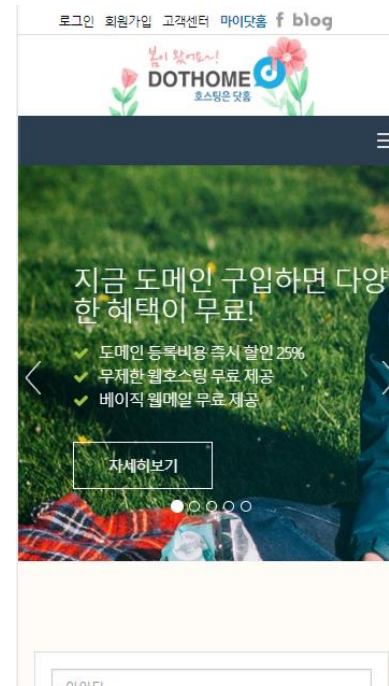 로그인 회원가입 고객센터 마이닷홈 f blog
봄이 왔어요~!
DOTHOME
호스팅은 닷홈
지금 도메인 구입하면 다양
한 혜택이 무료!
도메인 등록비용 즉시 할인 25%
무제한 웹호스팅 무료 제공
베이직 웹메일 무료 제공
자세히보기